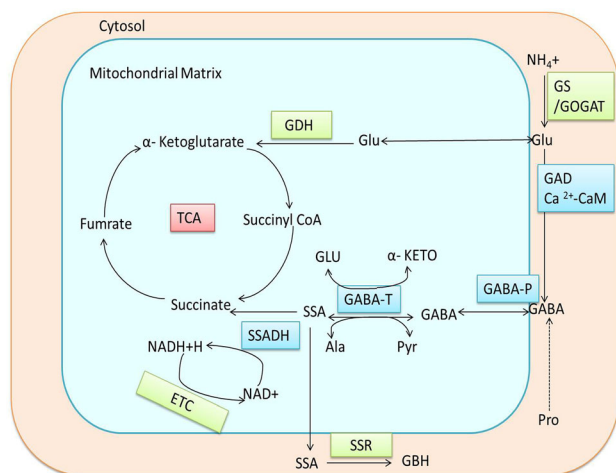 Cytosol
Mitochondrial Matrix
NH4+
GS
/GOGAT
GDH
α- Ketoglutarate
Glu
Glu
GAD
Ca 2+-CaM
TCA
Fumrate
Succinyl CoA
GLU
α- KETO
GABA-P
GABA-T
Succinate
SSA
GABA
GABA
SSADH
NADH+H
Ala
Pyr
NAD+
ETC
Pro
SSR
SSA
GBH